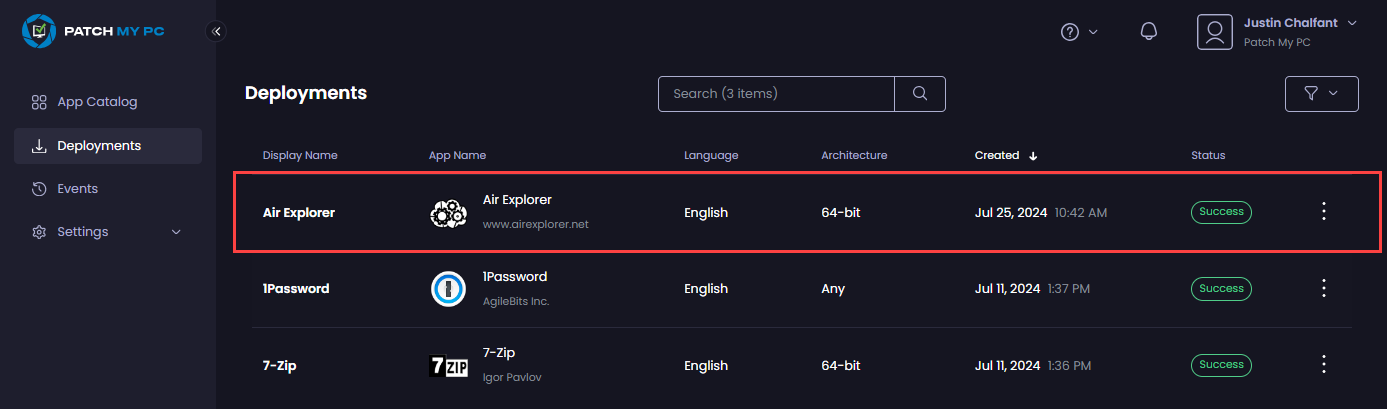 PATCH MY PC
Justin Chalfant
Patch My PC
App Catalog
Deployments
Events
Settings
Deployments
Search (3 items)
Display Name App Name Language Architecture Created Status
Air Explorer Air Explorer www.airexplorer.net English 64-bit Jul 25, 2024 10:42 AM Success
1Password 1Password AgileBits Inc. English Any Jul 11, 2024 1:37 PM Success
7-Zip 7 ZIP 7-Zip Igor Pavlov English 64-bit Jul 11, 2024 1:36 PM Success